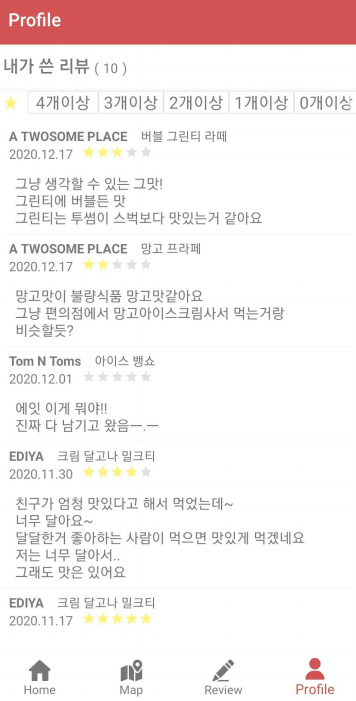 Profile
내가 쓴 리뷰 ( 10 )
4개이상 3개이상 2개이상 1개이상 0개이상
A TWOSOME PLACE 버블 그린티 라떼
2020.12.17
그냥 생각할 수 있는 그맛!
그린티에 버블든 맛
그린티는 투썸이 스벅보다 맛있는거 같아요
A TWOSOME PLACE 망고 프라페
2020.12.17
망고맛이 불량식품 망고맛같아요
그냥 편의점에서 망고아이스크림사서 먹는거랑
비슷할듯?
Tom N Toms 아이스 뱅쇼
2020.12.01
에잇 이게 뭐야!!
진짜 다 남기고 왔음ㅡ.ㅡ
EDIYA 크림 달고나 밀크티
2020.11.30
친구가 엄청 맛있다고 해서 먹었는데~
너무 달아요~
달달한거 좋아하는 사람이 먹으면 맛있게 먹겠네요
저는 너무 달아서..
그래도 맛은 있어요
EDIYA 크림 달고나 밀크티
2020.11.17
Home Map Review Profile